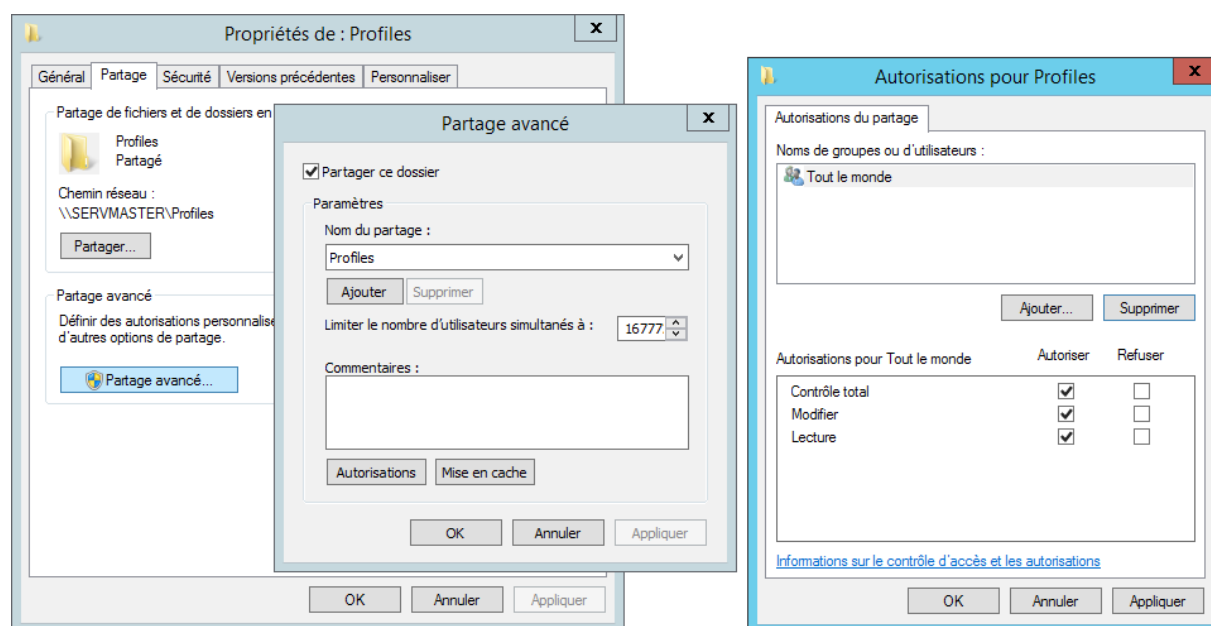 Propriétés de : Profiles
x
Général Partage Sécurité Versions précédentes Personnaliser
Partage de fichiers et de dossiers en
Profiles
Partagé
Chemin réseau :
\\SERVMASTER\Profiles
Partager...
Partage avancé
Définir des autorisations personnalisé
d'autres options de partage.
Partage avancé...
OK Annuler Appliquer
Partage avancé
x
Partager ce dossier
Paramètres
Nom du partage :
Profiles
Ajouter Supprimer
Limiter le nombre d'utilisateurs simultanés à : 16777
Commentaires :
Autorisations Mise en cache
OK Annuler Appliquer
Autorisations pour Profiles
x
Autorisations du partage
Noms de groupes ou d'utilisateurs :
Tout le monde
Ajouter... Supprimer
Autorisations pour Tout le monde Autoriser Refuser
Contrôle total
Modifier
Lecture
Informations sur le contrôle d'accès et les autorisations
OK Annuler Appliquer